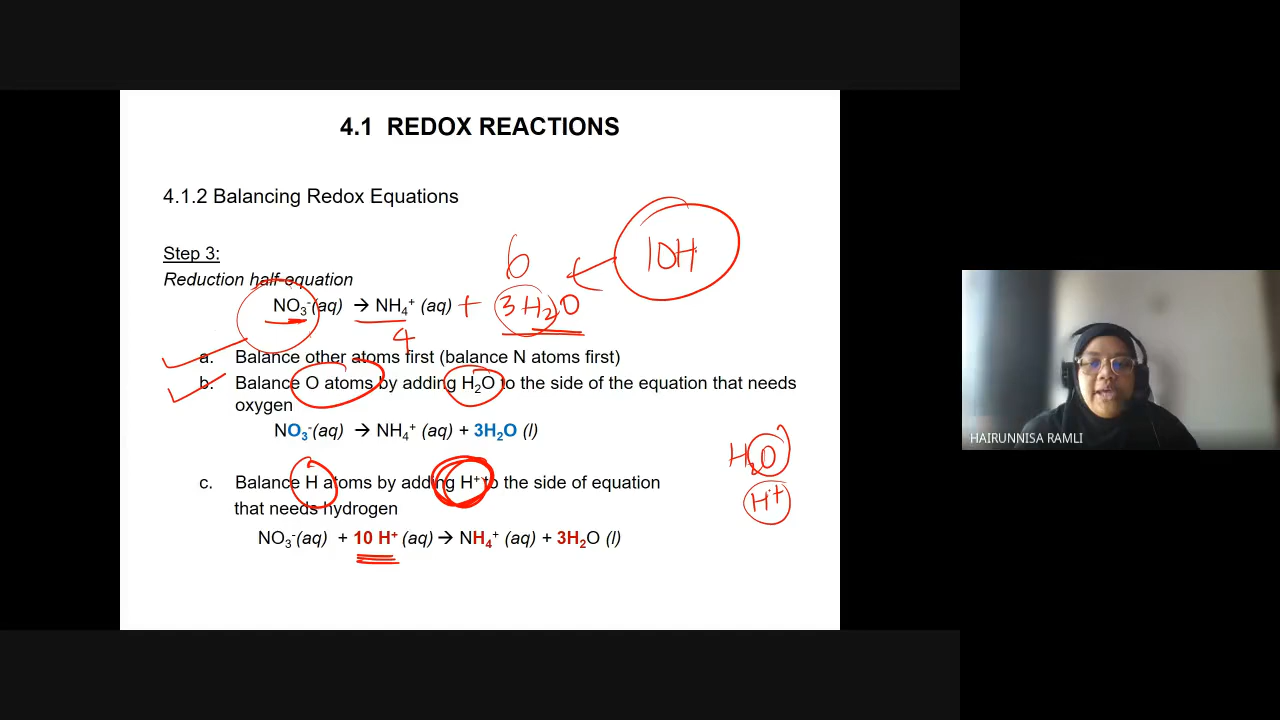 4.1 REDOX REACTIONS
4.1.2 Balancing Redox Equations
6
10H
Step 3:
Reduction half-equation
NO₃⁻(aq) → NH₄⁺ (aq) + 3H₂O
4
a. Balance other atoms first (balance N atoms first)
b. Balance O atoms by adding H₂O to the side of the equation that needs
oxygen
NO₃⁻(aq) → NH₄⁺ (aq) + 3H₂O (l)
H₂O
H⁺
c. Balance H atoms by adding H⁺ to the side of equation
that needs hydrogen
NO₃⁻(aq) + 10 H⁺ (aq) → NH₄⁺ (aq) + 3H₂O (l)
HAIRUNNISA RAMLI